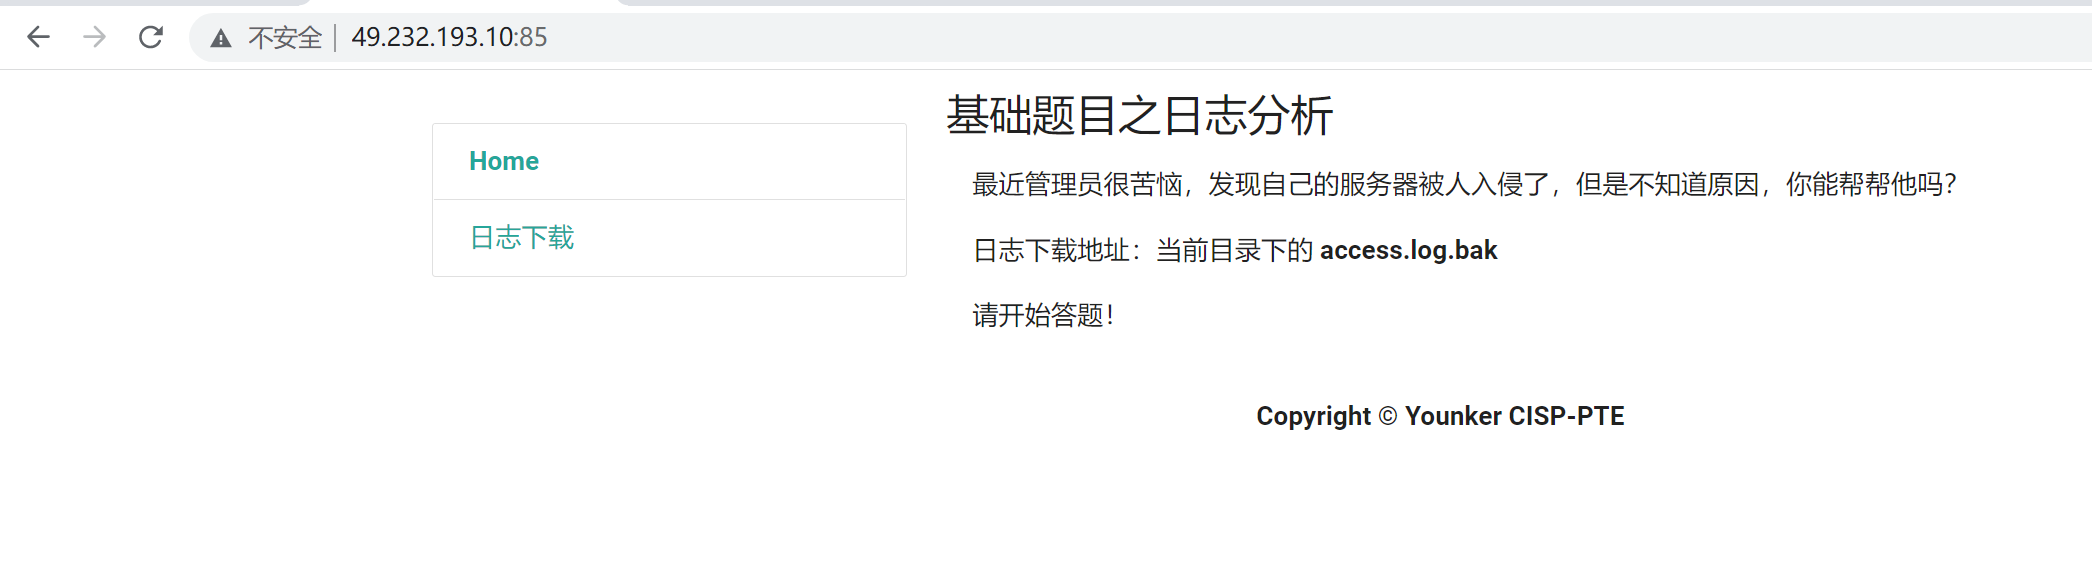 不安全 | 49.232.193.10:85
Home
日志下载
基础题目之日志分析
最近管理员很苦恼，发现自己的服务器被人入侵了，但是不知道原因，你能帮帮他吗？
日志下载地址：当前目录下的 access.log.bak
请开始答题！
Copyright © Younker CISP-PTE